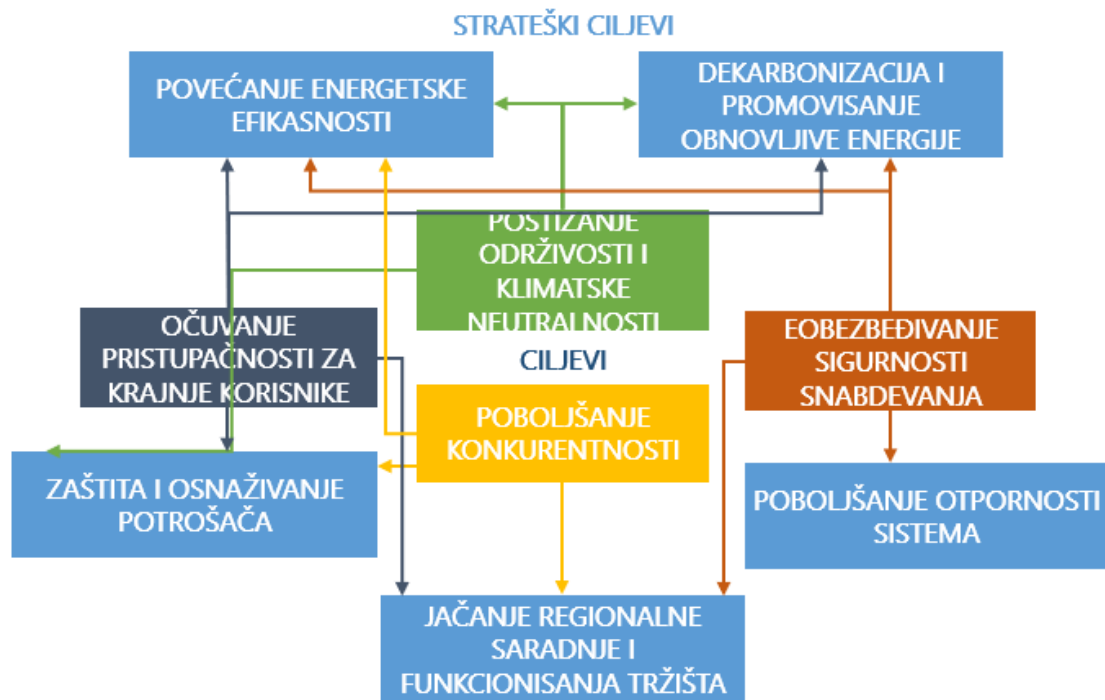 STRATEŠKI CILJEVI
POVEĆANJE ENERGETSKE
EFIKASNOSTI
DEKARBONIZACIJA I
PROMOVISANJE
OBNOVLJIVE ENERGIJE
POSTIZANJE
ODRŽIVOSTI I
KLIMATSKE
NEUTRALNOSTI
OČUVANJE
PRISTUPAČNOSTI ZA
KRAJNJE KORISNIKE
EOBEZBEĐIVANJE
SIGURNOSTI
SNABDEVANJA
CILJEVI
POBOLJŠANJE
KONKURENTNOSTI
ZAŠTITA I OSNAŽIVANJE
POTROŠAČA
POBOLJŠANJE OTPORNOSTI
SISTEMA
JAČANJE REGIONALNE
SARADNJE I
FUNKCIONISANJA TRŽIŠTA